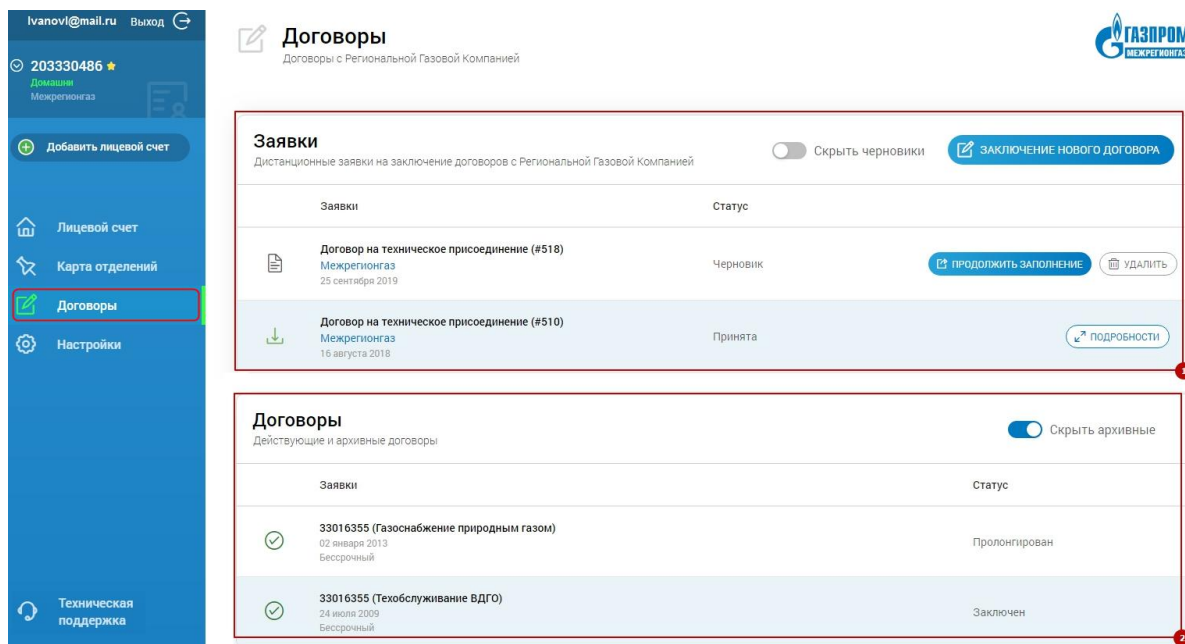 Ivanovl@mail.ru Выход
203330486
Домашни
Межрегионгаз
Добавить лицевой счет
Лицевой счет
Карта отделений
Договоры
Настройки
Техническая
поддержка
Договоры
Договоры с Региональной Газовой Компанией
ГАЗПРОМ
МЕЖРЕГИОНГАЗ
Заявки
Дистанционные заявки на заключение договоров с Региональной Газовой Компанией
Скрыть черновики
ЗАКЛЮЧЕНИЕ НОВОГО ДОГОВОРА
Заявки Статус
Договор на техническое присоединение (#518)
Межрегионгаз
25 сентября 2019
Черновик
ПРОДОЛЖИТЬ ЗАПОЛНЕНИЕ
УДАЛИТЬ
Договор на техническое присоединение (#510)
Межрегионгаз
16 августа 2018
Принята
ПОДРОБНОСТИ
1
Договоры
Действующие и архивные договоры
Скрыть архивные
Заявки Статус
33016355 (Газоснабжение природным газом)
02 января 2013
Бессрочный
Пролонгирован
33016355 (Техобслуживание ВДГО)
24 июля 2009
Бессрочный
Заключен
2